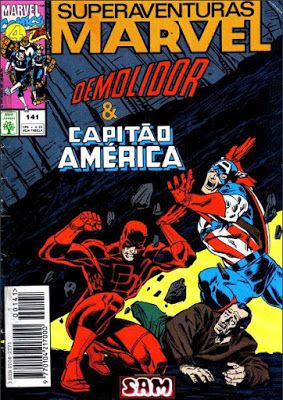 MARVEL
COMICS
SUPERAVENTURAS
MARVEL
DEMOLIDOR
&
CAPITÃO
AMÉRICA
141
SAM